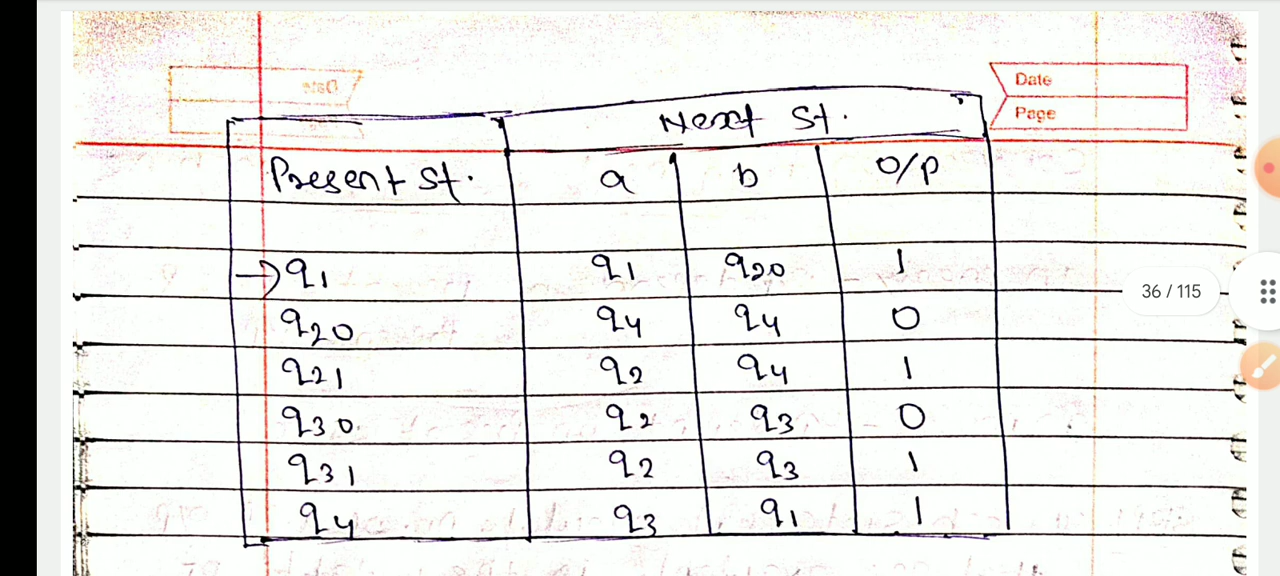 Date
Page
Next St.
Present St. a b O/P
→ q1 q1 q20 1
q20 q4 q4 0
q21 q2 q4 1
q30 q2 q3 0
q31 q2 q3 1
q4 q3 q1 1
36 / 115